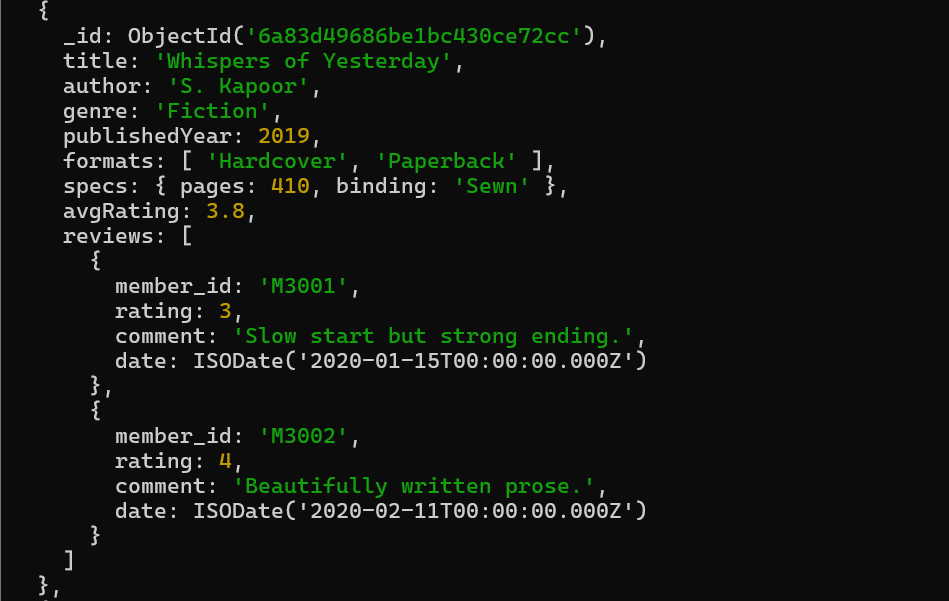 {
_id: ObjectId('6a83d49686be1bc430ce72cc'),
title: 'Whispers of Yesterday',
author: 'S. Kapoor',
genre: 'Fiction',
publishedYear: 2019,
formats: [ 'Hardcover', 'Paperback' ],
specs: { pages: 410, binding: 'Sewn' },
avgRating: 3.8,
reviews: [
{
member_id: 'M3001',
rating: 3,
comment: 'Slow start but strong ending.',
date: ISODate('2020-01-15T00:00:00.000Z')
},
{
member_id: 'M3002',
rating: 4,
comment: 'Beautifully written prose.',
date: ISODate('2020-02-11T00:00:00.000Z')
}
]
},